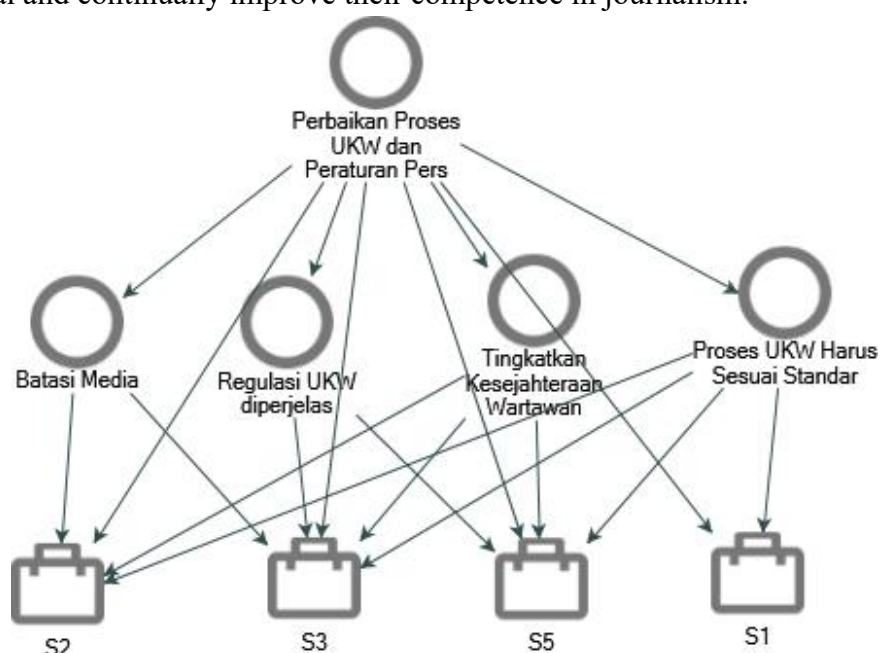 and continually improve their competence in journalism.
Perbaikan Proses
UKW dan
Peraturan Pers
Batasi Media
Regulasi UKW
diperjelas
Tingkatkan
Kesejahteraan
Wartawan
Proses UKW Harus
Sesuai Standar
S2
S3
S5
S1